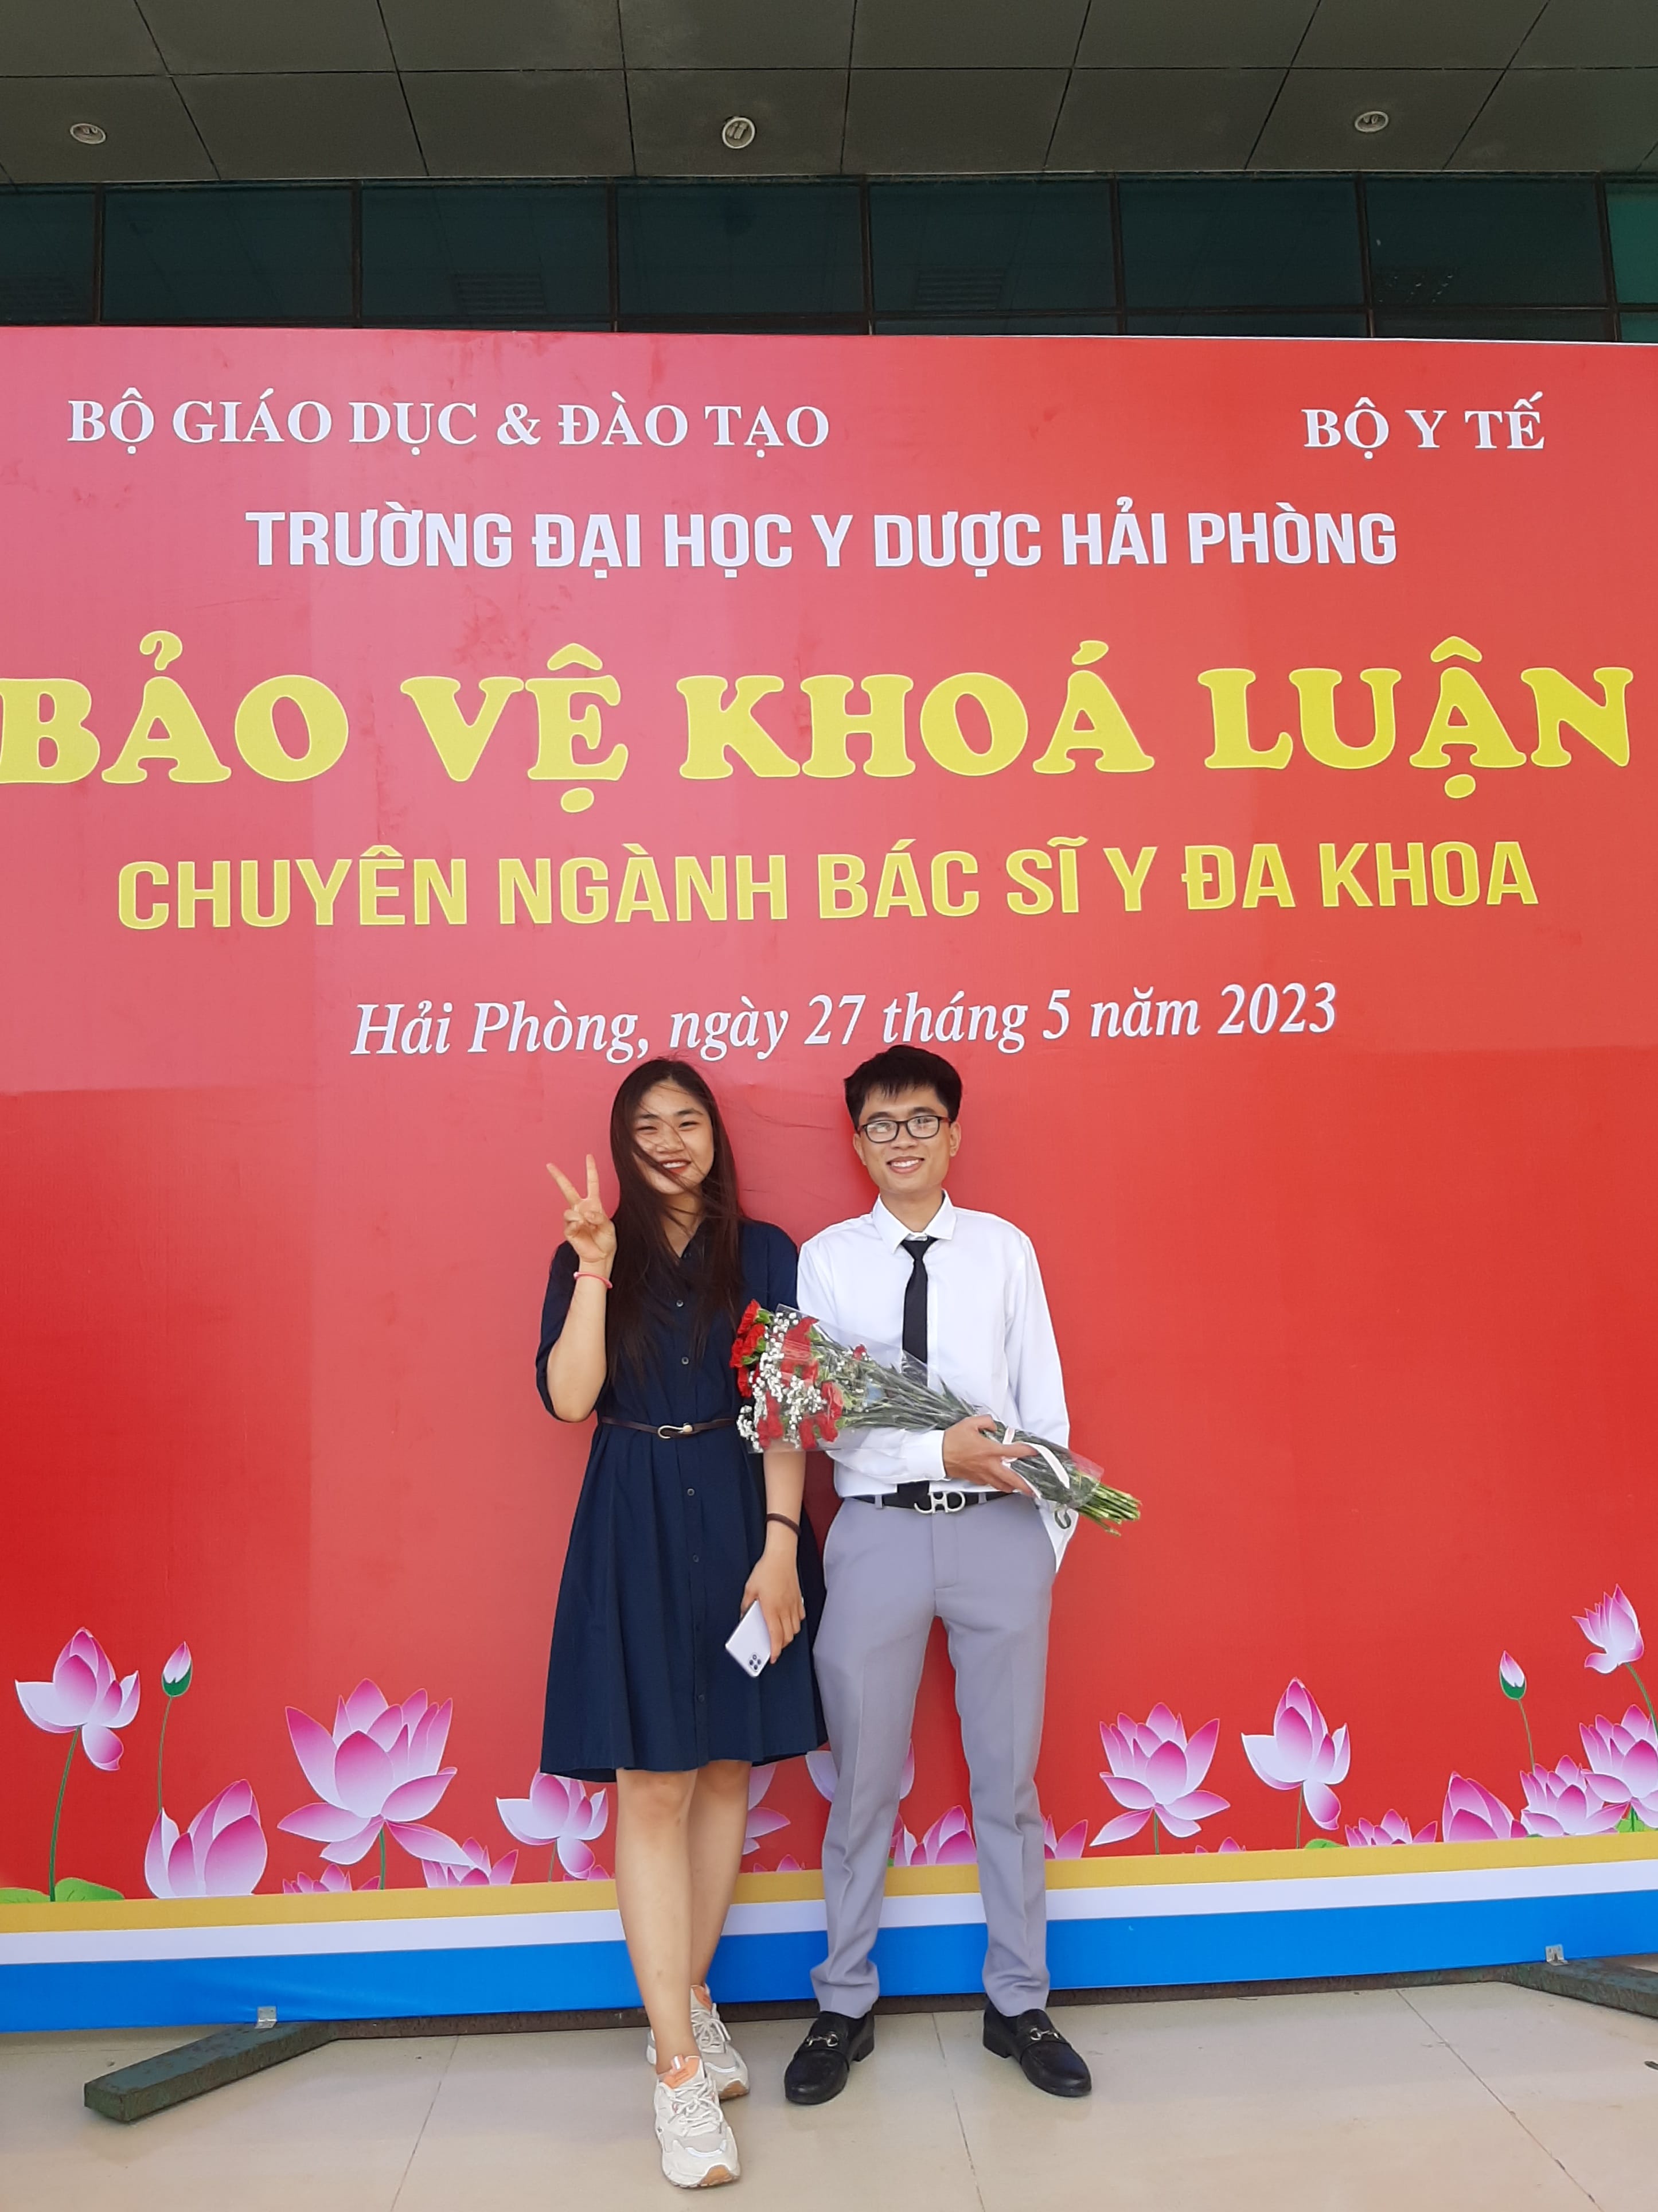 BỘ GIÁO DỤC & ĐÀO TẠO
BỘ Y TẾ
TRƯỜNG ĐẠI HỌC Y DƯỢC HẢI PHÒNG
BẢO VỆ KHOÁ LUẬN
CHUYÊN NGÀNH BÁC SĨ Y ĐA KHOA
Hải Phòng, ngày 27 tháng 5 năm 2023